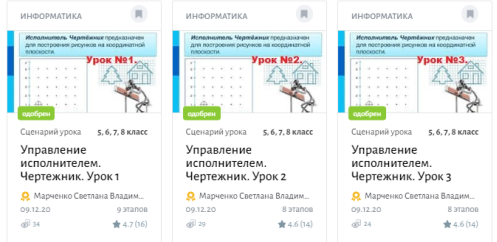 ИНФОРМАТИКА
Исполнитель Чертёжник предназначен
для построения рисунков на координатной
плоскости.
Урок №1.
одобрен
Сценарий урока 5, 6, 7, 8 класс
Управление
исполнителем.
Чертежник. Урок 1
Марченко Светлана Владим...
09.12.20 9 этапов
34 4.7 (16)
ИНФОРМАТИКА
Исполнитель Чертёжник предназначен
для построения рисунков на координатной
плоскости.
Урок №2.
одобрен
Сценарий урока 5, 6, 7, 8 класс
Управление
исполнителем.
Чертежник. Урок 2
Марченко Светлана Владим...
09.12.20 8 этапов
29 4.6 (14)
ИНФОРМАТИКА
Исполнитель Чертёжник предназначен
для построения рисунков на координатной
плоскости.
Урок №3.
одобрен
Сценарий урока 5, 6, 7, 8 класс
Управление
исполнителем.
Чертежник. Урок 3
Марченко Светлана Владим...
09.12.20 8 этапов
24 4.6 (14)